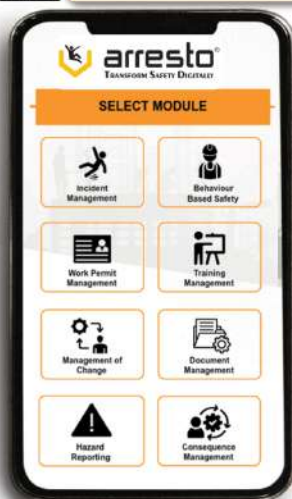 arresto®
TRANSFORM SAFETY DIGITALLY
SELECT MODULE
Incident
Management
Behaviour
Based Safety
Work Permit
Management
Training
Management
Management of
Change
Document
Management
Hazard
Reporting
Consequence
Management